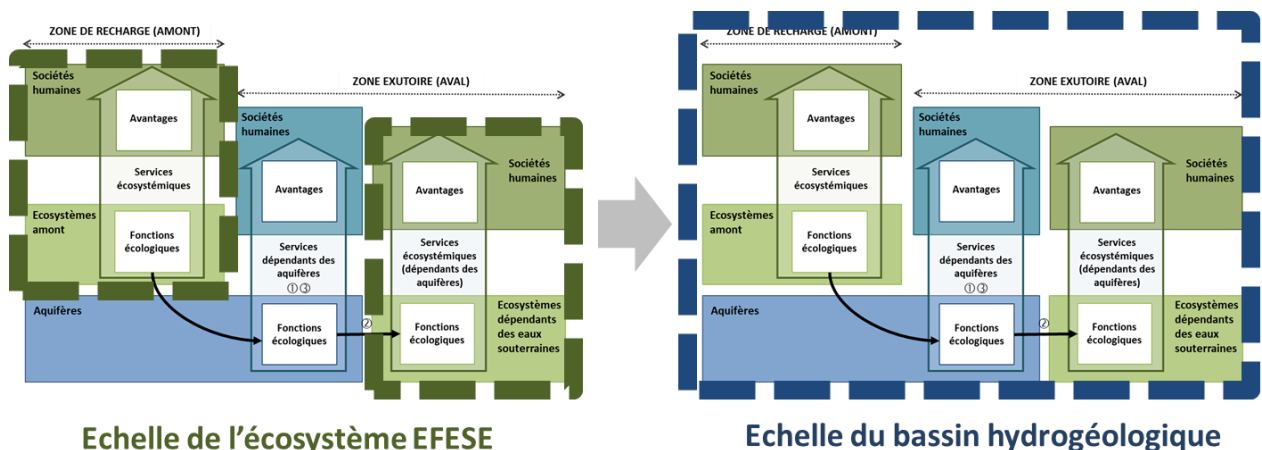 ZONE DE RECHARGE (AMONT)
Sociétés
humaines
Avantages
Services
écosystémiques
Ecosystèmes
amont
Fonctions
écologiques
Aquifères
ZONE EXUTOIRE (AVAL)
Sociétés
humaines
Avantages
Services
dépendants des
aquifères
① ③
Fonctions
écologiques
②
Sociétés
humaines
Avantages
Services
écosystémiques
(dépendants des
aquifères)
Fonctions
écologiques
Ecosystèmes
dépendants
des eaux
souterraines
Echelle de l’écosystème EFESE
ZONE DE RECHARGE (AMONT)
Sociétés
humaines
Avantages
Services
écosystémiques
Ecosystèmes
amont
Fonctions
écologiques
Aquifères
ZONE EXUTOIRE (AVAL)
Sociétés
humaines
Avantages
Services
dépendants des
aquifères
① ③
Fonctions
écologiques
②
Sociétés
humaines
Avantages
Services
écosystémiques
(dépendants des
aquifères)
Fonctions
écologiques
Ecosystèmes
dépendants
des eaux
souterraines
Echelle du bassin hydrogéologique